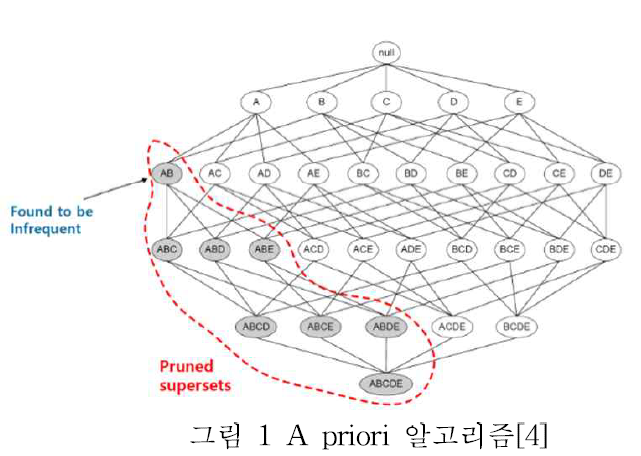 null
A B C D E
AB AC AD AE BC BD BE CD CE DE
Found to be
Infrequent
ABC ABD ABE ACD ACE ADE BCD BCE BDE CDE
ABCD ABCE ABDE ACDE BCDE
Pruned
supersets
ABCDE
그림 1 A priori 알고리즘[4]